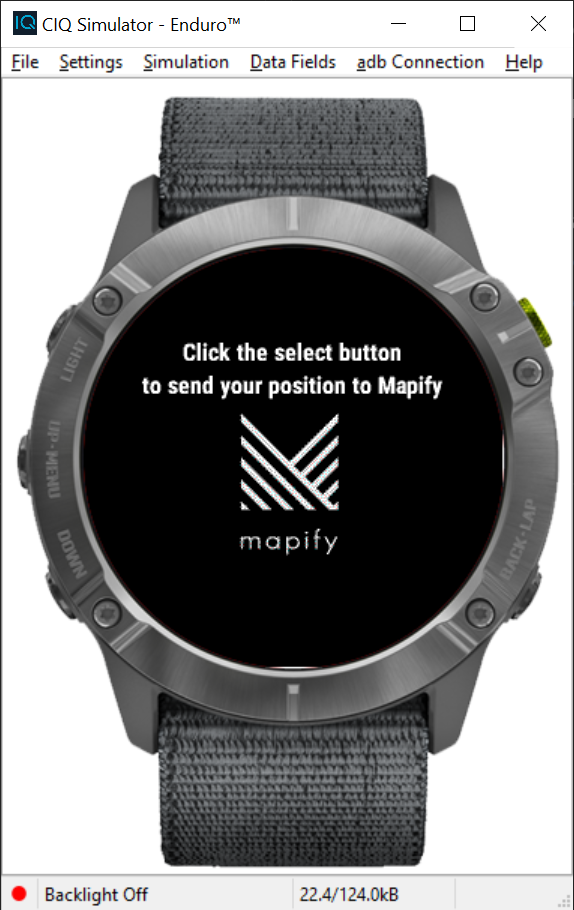 IQ CIQ Simulator - Enduro™
File Settings Simulation Data Fields adb Connection Help
LIGHT
UP·MENU
DOWN
Click the select button
to send your position to Mapify
mapify
BACK·LAP
Backlight Off 22.4/124.0kB